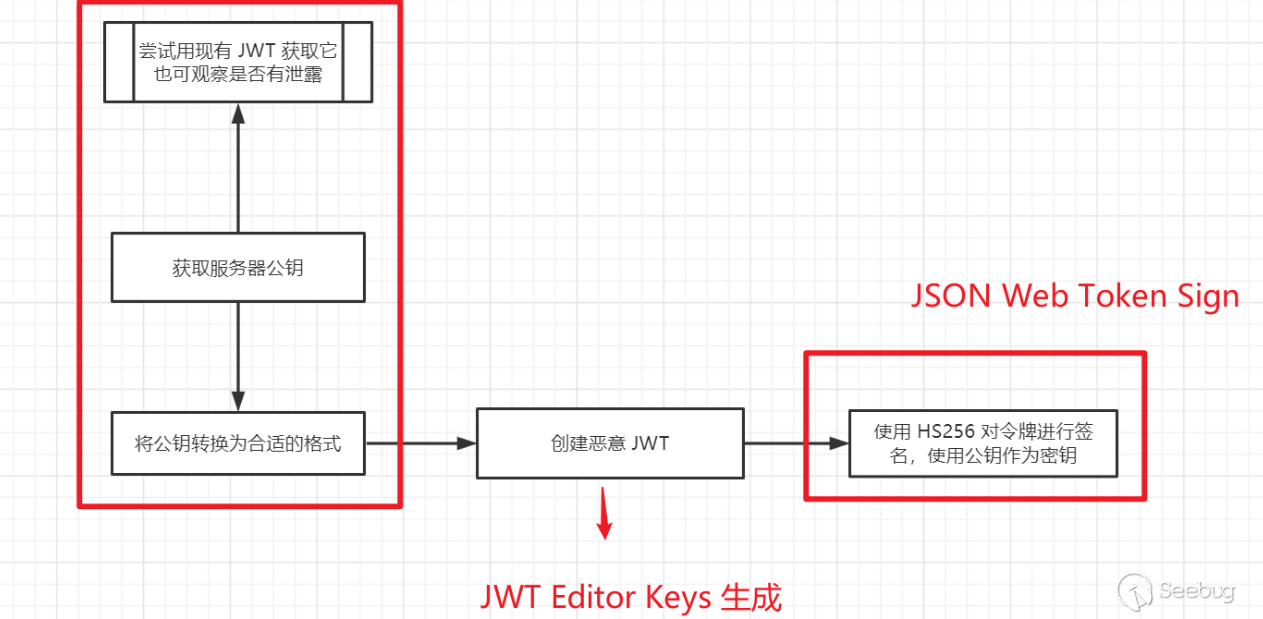 尝试用现有 JWT 获取它
也可观察是否有泄露
获取服务器公钥
JSON Web Token Sign
将公钥转换为合适的格式
创建恶意 JWT
使用 HS256 对令牌进行签
名，使用公钥作为密钥
JWT Editor Keys 生成
Seebug